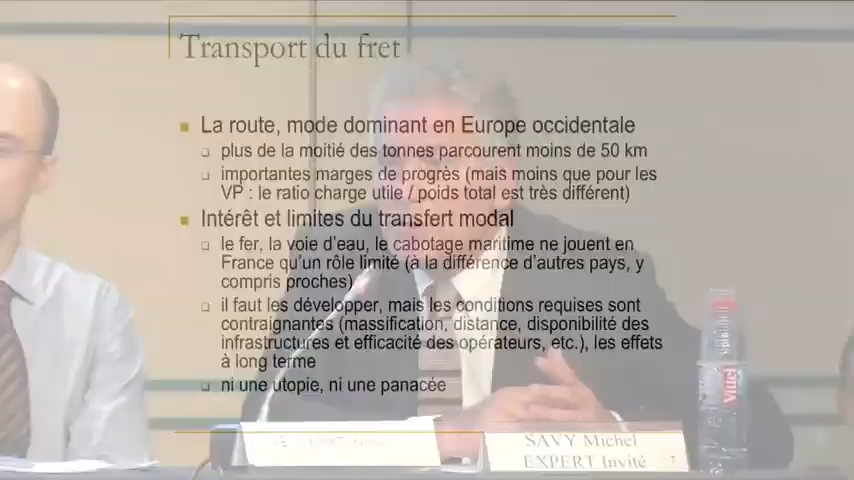 Transport du fret
La route, mode dominant en Europe occidentale
plus de la moitié des tonnes parcourent moins de 50 km
importantes marges de progrès (mais moins que pour les
VP : le ratio charge utile / poids total est très différent)
Intérêt et limites du transfert modal
le fer, la voie d'eau, le cabotage maritime ne jouent en
France qu'un rôle limité (à la différence d'autres pays, y
compris proches)
il faut les développer, mais les conditions requises sont
contraignantes (massification, distance, disponibilité des
infrastructures et efficacité des opérateurs, etc.), les effets
à long terme
ni une utopie, ni une panacée
Vittel
SAVY Michel
EXPERT Invité
7